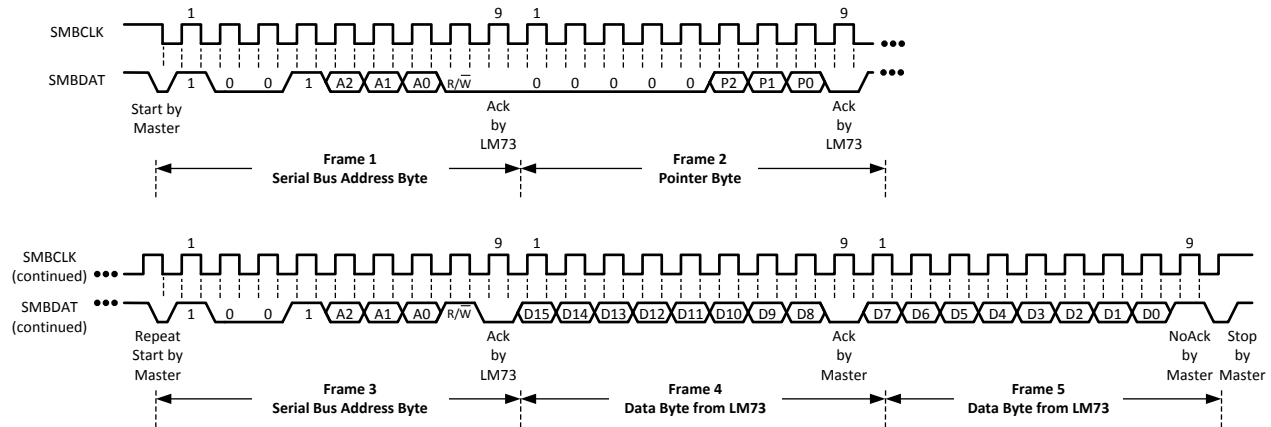 1 9 1 9
SMBCLK
SMBDAT
1 0 0 1 A2 A1 A0 R/W̅ 0 0 0 0 0 P2 P1 P0
Start by
Master
Ack
by
LM73
Ack
by
LM73
Frame 1
Serial Bus Address Byte
Frame 2
Pointer Byte
1 9 1 9 1 9
SMBCLK
(continued)
SMBDAT
(continued)
1 0 0 1 A2 A1 A0 R/W̅ D15 D14 D13 D12 D11 D10 D9 D8 D7 D6 D5 D4 D3 D2 D1 D0
Repeat
Start by
Master
Ack
by
LM73
Ack
by
Master
NoAck
by
Master
Stop
by
Master
Frame 3
Serial Bus Address Byte
Frame 4
Data Byte from LM73
Frame 5
Data Byte from LM73